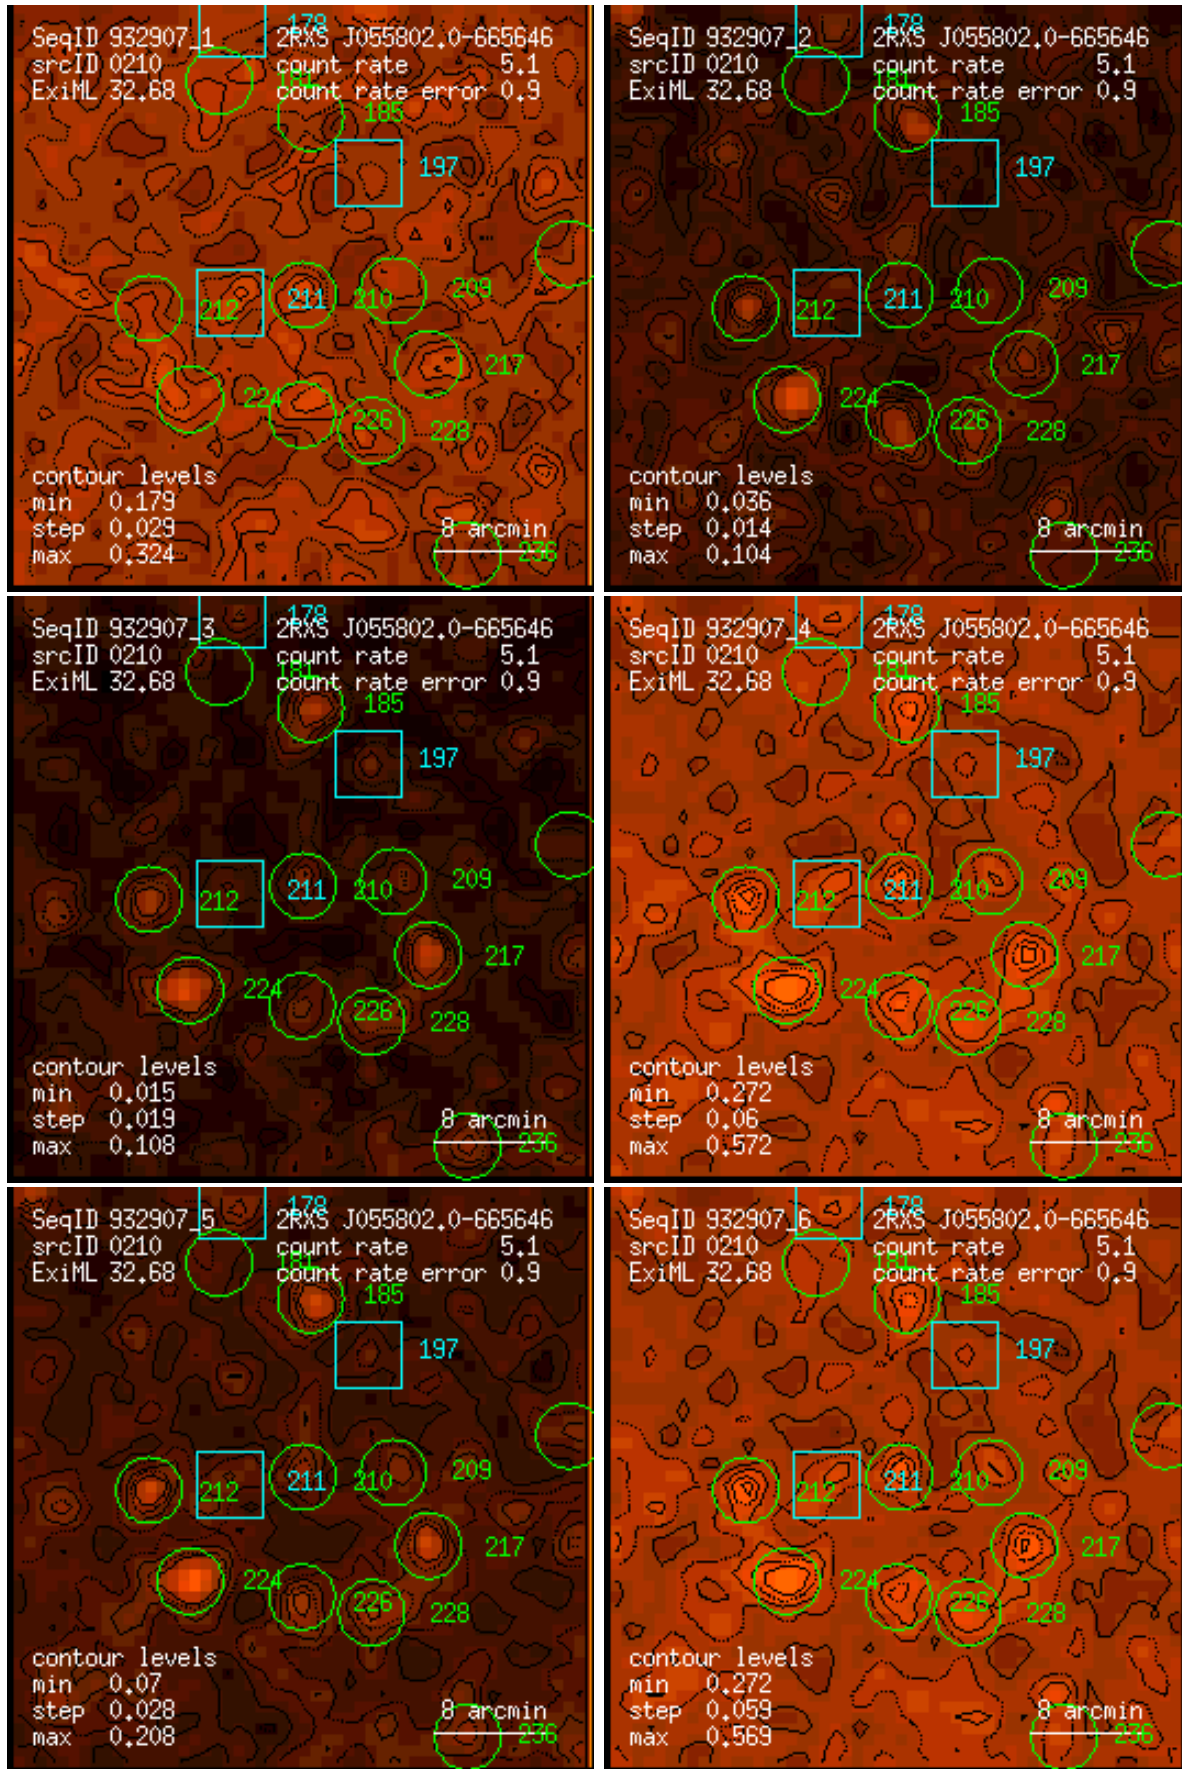 178
SeqID 932907_1 2RXS J055802.0-665646
srcID 0210 count rate 5.1
181
ExiML 32.68 count rate error 0.9
185
197
212 211 210 209
217
224 226 228
contour levels
min 0.179
step 0.029 8 arcmin
max 0.324 236
178
SeqID 932907_2 2RXS J055802.0-665646
srcID 0210 count rate 5.1
181
ExiML 32.68 count rate error 0.9
185
197
212 211 210 209
217
224 226 228
contour levels
min 0.036
step 0.014 8 arcmin
max 0.104 236
178
SeqID 932907_3 2RXS J055802.0-665646
srcID 0210 count rate 5.1
181
ExiML 32.68 count rate error 0.9
185
197
212 211 210 209
217
224 226 228
contour levels
min 0.015
step 0.019 8 arcmin
max 0.108 236
178
SeqID 932907_4 2RXS J055802.0-665646
srcID 0210 count rate 5.1
181
ExiML 32.68 count rate error 0.9
185
197
212 211 210 209
217
224 226 228
contour levels
min 0.272
step 0.06 8 arcmin
max 0.572 236
178
SeqID 932907_5 2RXS J055802.0-665646
srcID 0210 count rate 5.1
181
ExiML 32.68 count rate error 0.9
185
197
212 211 210 209
217
224 226 228
contour levels
min 0.07
step 0.028 8 arcmin
max 0.208 236
178
SeqID 932907_6 2RXS J055802.0-665646
srcID 0210 count rate 5.1
181
ExiML 32.68 count rate error 0.9
185
197
212 211 210 209
217
224 226 228
contour levels
min 0.272
step 0.059 8 arcmin
max 0.569 236